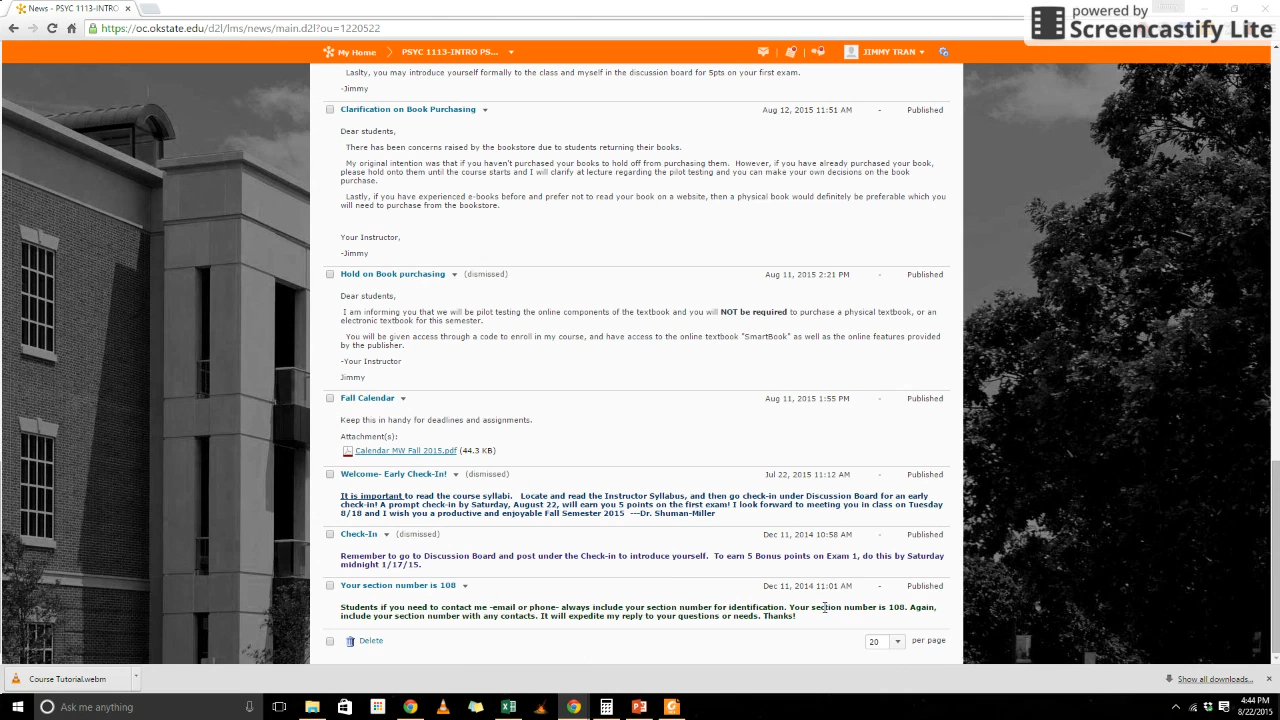 News - PSYC 1113-INTRO
https://oc.okstate.edu/d2l/lms/news/main.d2l?ou=1220522
powered by
Screencastify Lite
My Home
PSYC 1113-INTRO PS...
JIMMY TRAN
Laslty, you may introduce yourself formally to the class and myself in the discussion board for 5pts on your first exam.
-Jimmy
Clarification on Book Purchasing
Aug 12, 2015 11:51 AM - Published
Dear students,
There has been concerns raised by the bookstore due to students returning their books.
My original intention was that if you haven't purchased your books to hold off from purchasing them. However, if you have already purchased your book,
please hold onto them until the course starts and I will clarify at lecture regarding the pilot testing and you can make your own decisions on the book
purchase.
Lastly, if you have experienced e-books before and prefer not to read your book on a website, then a physical book would definitely be preferable which you
will need to purchase from the bookstore.
Your Instructor,
-Jimmy
Hold on Book purchasing (dismissed)
Aug 11, 2015 2:21 PM - Published
Dear students,
I am informing you that we will be pilot testing the online components of the textbook and you will NOT be required to purchase a physical textbook, or an
electronic textbook for this semester.
You will be given access through a code to enroll in my course, and have access to the online textbook "SmartBook" as well as the online features provided
by the publisher.
-Your Instructor
Jimmy
Fall Calendar
Aug 11, 2015 1:55 PM - Published
Keep this in handy for deadlines and assignments.
Attachment(s):
Calendar MW Fall 2015.pdf (44.3 KB)
Welcome- Early Check-In! (dismissed)
Jul 22, 2015 11:12 AM - Published
It is important to read the course syllabi. Locate and read the Instructor Syllabus, and then go check-in under Discussion Board for an early
check-in! A prompt check-in by Saturday, August 22, will earn you 5 points on the first exam! I look forward to meeting you in class on Tuesday
8/18 and I wish you a productive and enjoyable Fall Semester 2015 ---Dr. Shuman-Miller
Check-In (dismissed)
Dec 11, 2014 10:58 AM - Published
Remember to go to Discussion Board and post under the Check-in to introduce yourself. To earn 5 Bonus points on Exam 1, do this by Saturday
midnight 1/17/15.
Your section number is 108
Dec 11, 2014 11:01 AM - Published
Students if you need to contact me -email or phone- always include your section number for identification. Your section number is 108. Again,
include your section number with any contacts. It will expedite my reply to your questions or needs. Thanks!
Delete
20 per page
Course Tutorial.webm
Show all downloads...
Ask me anything
4:44 PM
8/22/2015